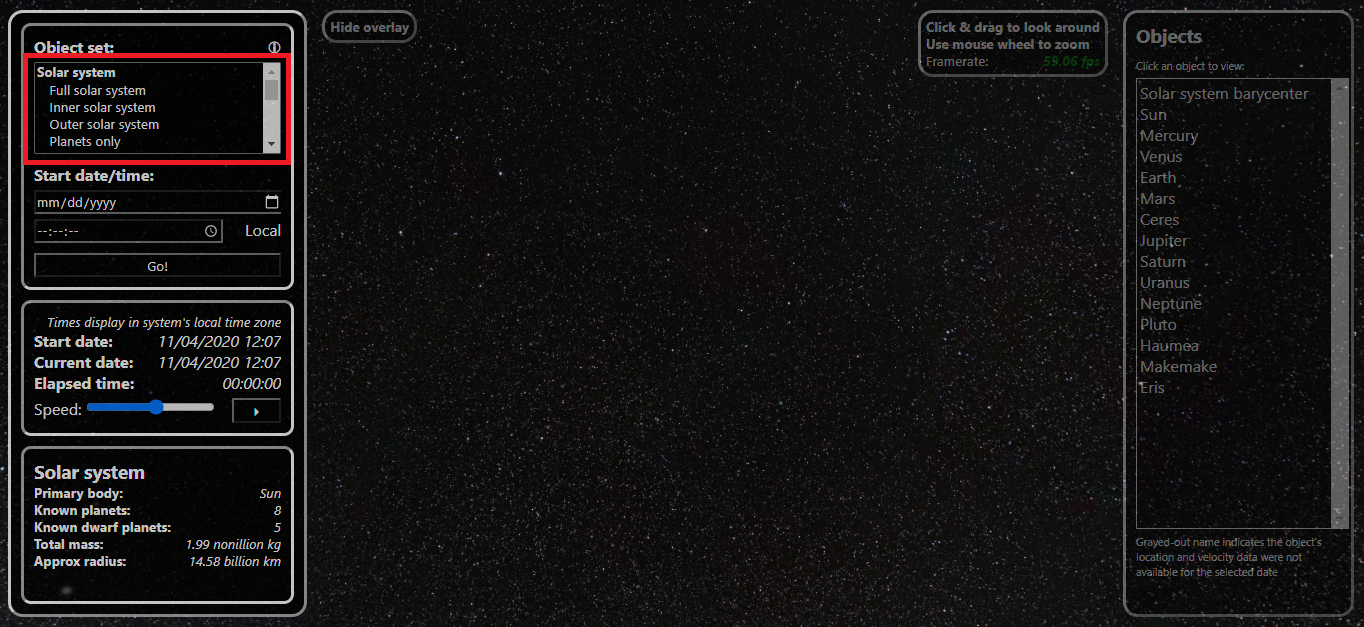 Object set:
Solar system
Full solar system
Inner solar system
Outer solar system
Planets only
Start date/time:
mm/dd/yyyy
--:--:--
Local
Go!
Times display in system's local time zone
Start date: 11/04/2020 12:07
Current date: 11/04/2020 12:07
Elapsed time: 00:00:00
Speed:
Solar system
Primary body: Sun
Known planets: 8
Known dwarf planets: 5
Total mass: 1.99 nonillion kg
Approx radius: 14.58 billion km
Hide overlay
Click & drag to look around
Use mouse wheel to zoom
Framerate: 59.06 fps
Objects
Click an object to view:
Solar system barycenter
Sun
Mercury
Venus
Earth
Mars
Ceres
Jupiter
Saturn
Uranus
Neptune
Pluto
Haumea
Makemake
Eris
Grayed-out name indicates the object's
location and velocity data were not
available for the selected date